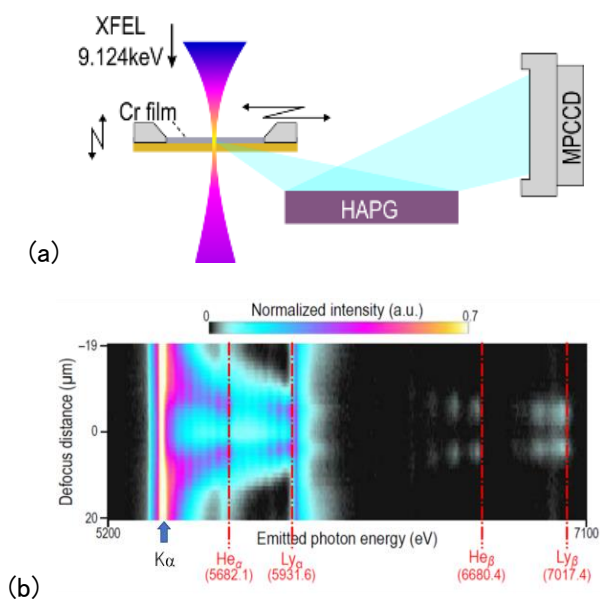 XFEL
9.124keV
Cr film
HAPG
MPCCD
(a)
Normalized intensity (a.u.)
0
0.7
Defocus distance (μm)
−19
0
20
5200
Emitted photon energy (eV)
7100
Kα
Heα
(5682.1)
Lyα
(5931.6)
Heβ
(6680.4)
Lyβ
(7017.4)
(b)